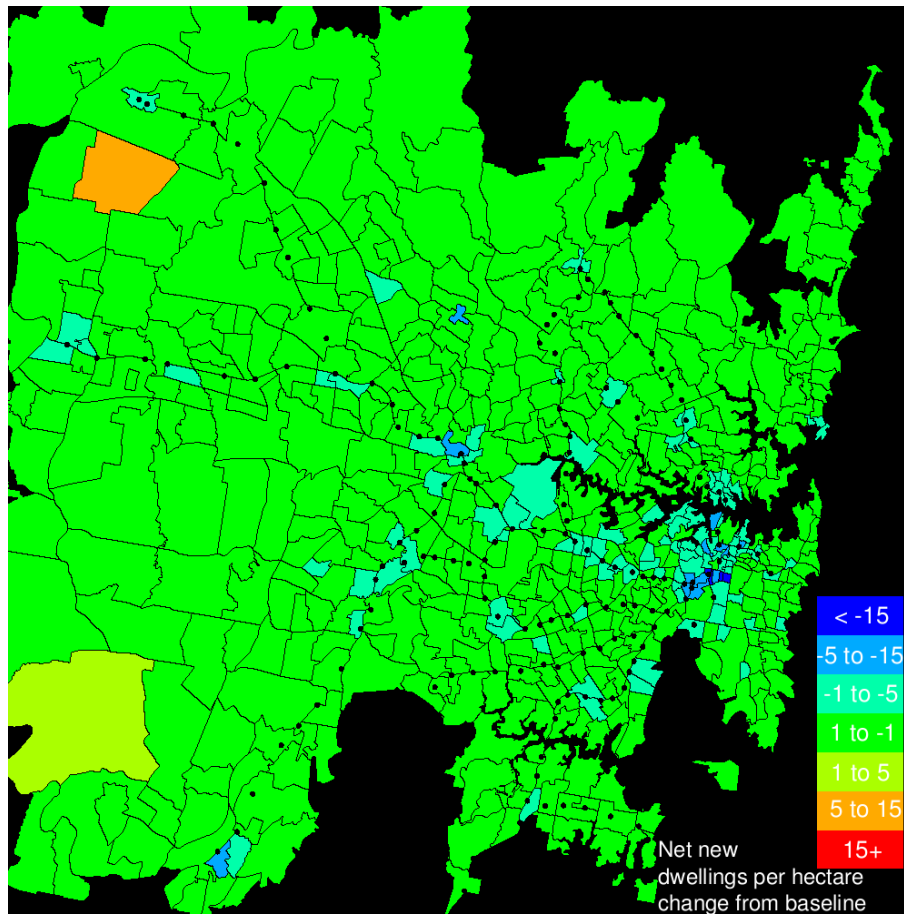 < -15
-5 to -15
-1 to -5
1 to -1
1 to 5
5 to 15
15+
Net new
dwellings per hectare
change from baseline